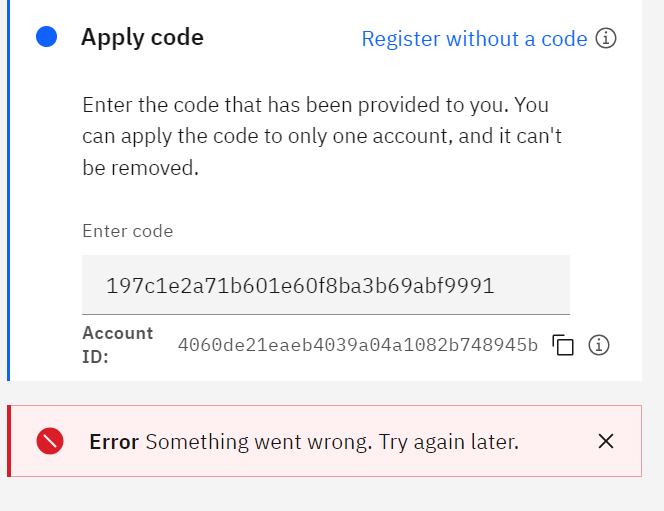 Apply code
Register without a code
Enter the code that has been provided to you. You
can apply the code to only one account, and it can't
be removed.
Enter code
197c1e2a71b601e60f8ba3b69abf9991
Account
ID:
4060de21eaeb4039a04a1082b748945b
Error Something went wrong. Try again later.